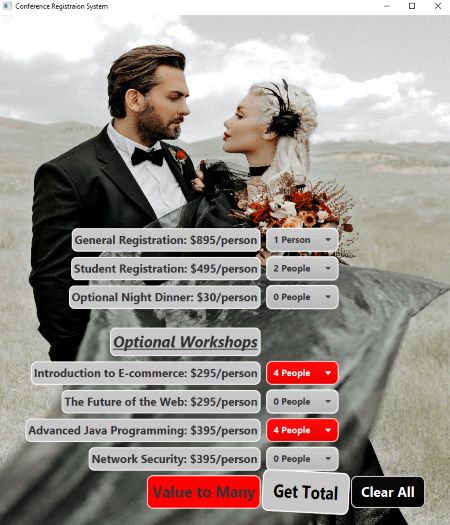 Conference Registraion System
General Registration: $895/person 1 Person
Student Registration: $495/person 2 People
Optional Night Dinner: $30/person 0 People
Optional Workshops
Introduction to E-commerce: $295/person 4 People
The Future of the Web: $295/person 0 People
Advanced Java Programming: $395/person 4 People
Network Security: $395/person 0 People
Value to Many Get Total Clear All